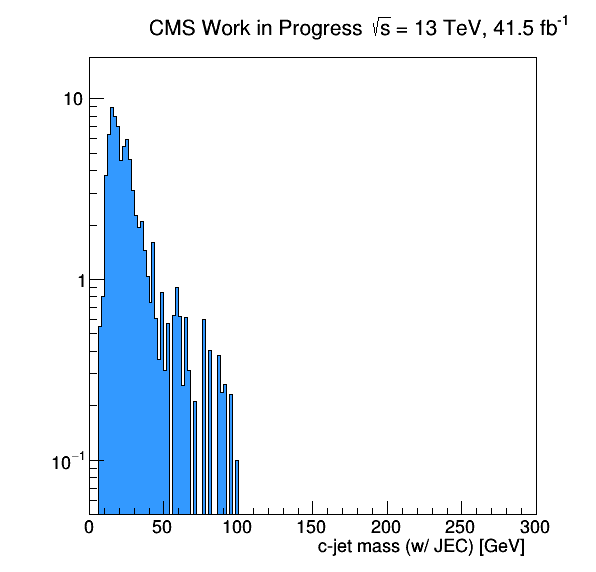 CMS Work in Progress √s = 13 TeV, 41.5 fb⁻¹
10
1
10⁻¹
0 50 100 150 200 250 300
c-jet mass (w/ JEC) [GeV]